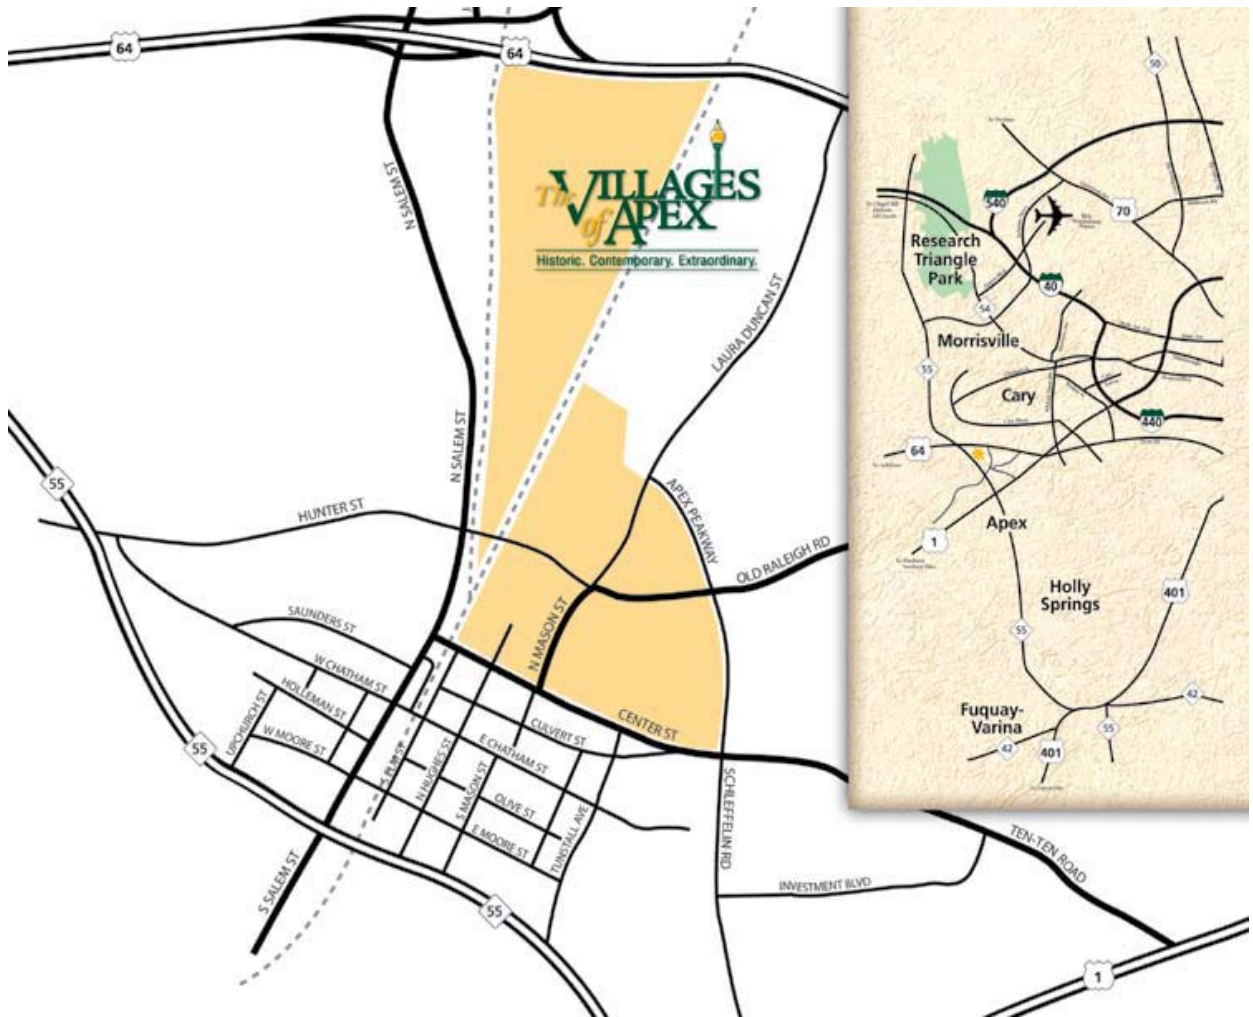 64
64
N SALEM ST
The VILLAGES
of APEX
Historic. Contemporary. Extraordinary.
LAURA DUNCAN ST
N SALEM ST
55
HUNTER ST
APEX PEAKWAY
OLD RALEIGH RD
SAUNDERS ST
N MASON ST
W CHATHAM ST
HOLLEMAN ST
UPCHURCH ST
W MOORE ST
55
CENTER ST
CULVERT ST
E CHATHAM ST
S ELM ST
N HUGHES ST
S MASON ST
OLIVE ST
E MOORE ST
TUNSTALL AVE
SCHLEFFELIN RD
S SALEM ST
55
INVESTMENT BLVD
TEN-TEN ROAD
1
50
540
70
Research
Triangle
Park
40
54
Morrisville
55
Cary
440
64
Apex
1
Holly
Springs
401
55
42
Fuquay-
Varina
42
401
55